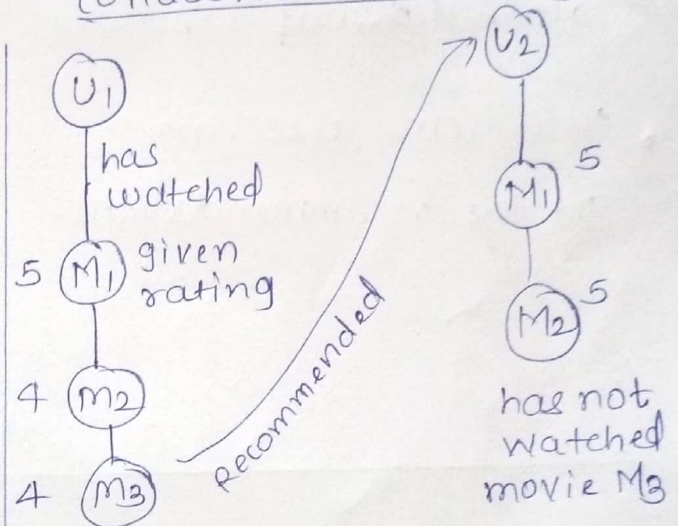 U1
has
watched
5 M1 given
rating
4 M2
4 M3
Recommended
U2
M1 5
M2 5
has not
watched
movie M3